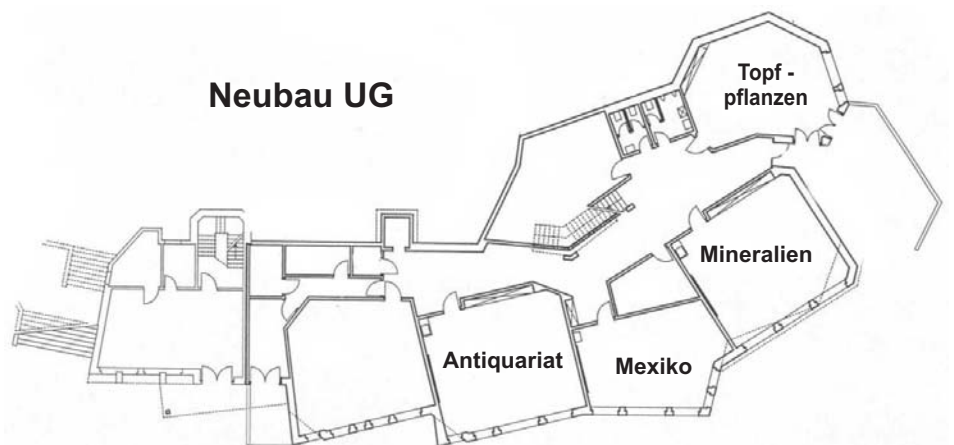 Neubau UG
Topf -
pflanzen
Mineralien
Antiquariat
Mexiko